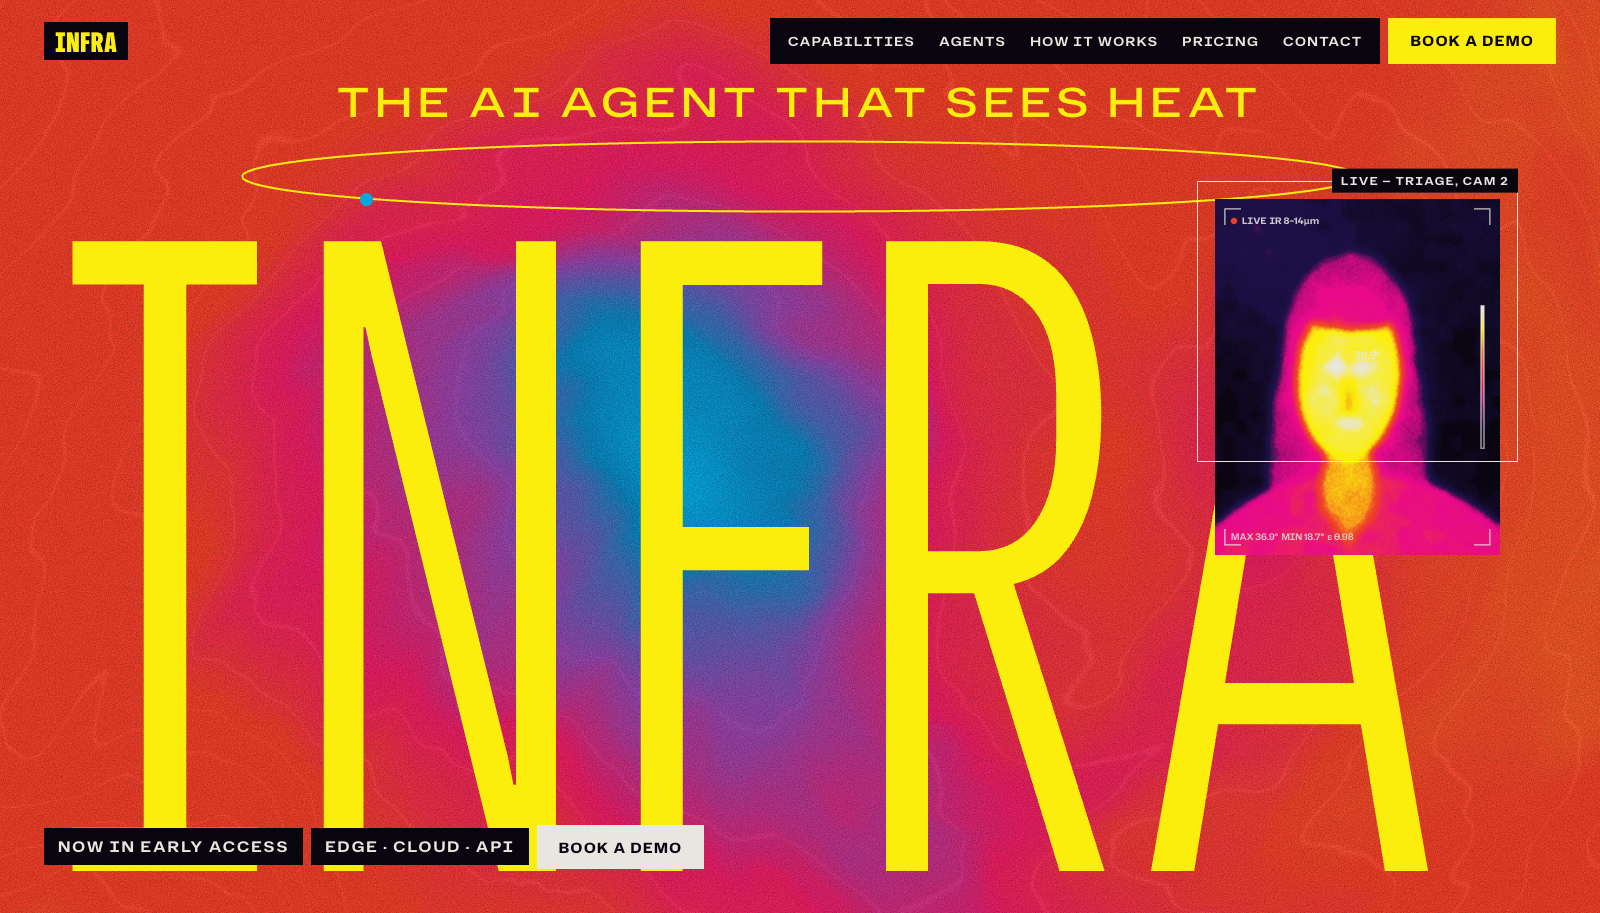 INFRA
CAPABILITIES AGENTS HOW IT WORKS PRICING CONTACT
BOOK A DEMO
THE AI AGENT THAT SEES HEAT
LIVE – TRIAGE, CAM 2
LIVE IR 8–14μm
INFRA
MAX 36.9° MIN 18.7° ε 0.98
NOW IN EARLY ACCESS
EDGE · CLOUD · API
BOOK A DEMO